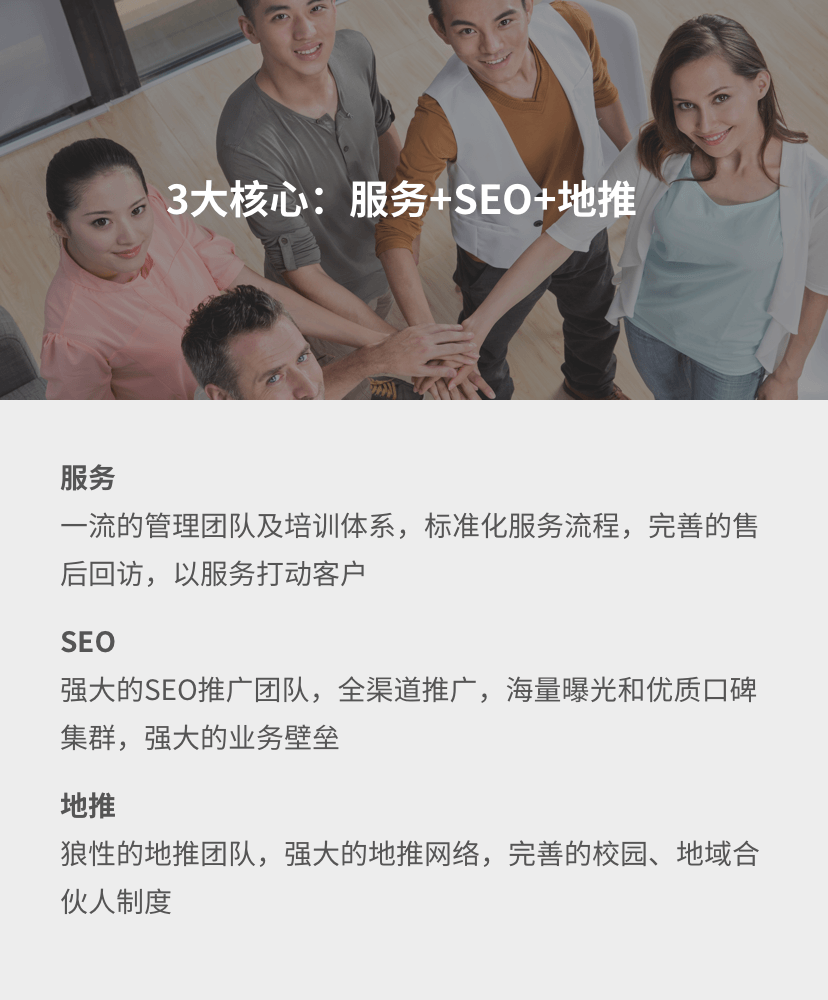 3大核心：服务+SEO+地推
服务
一流的管理团队及培训体系，标准化服务流程，完善的售
后回访，以服务打动客户
SEO
强大的SEO推广团队，全渠道推广，海量曝光和优质口碑
集群，强大的业务壁垒
地推
狼性的地推团队，强大的地推网络，完善的校园、地域合
伙人制度